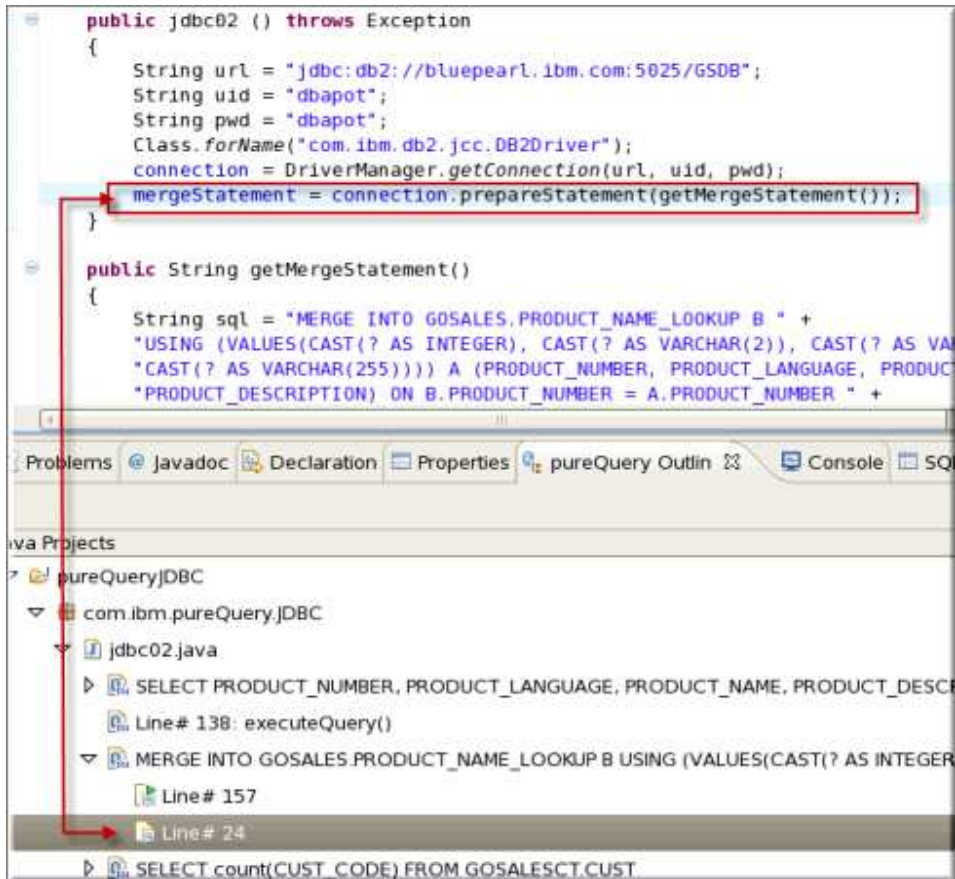 public jdbc02 () throws Exception
{
String url = "jdbc:db2://bluepearl.ibm.com:5025/GSDB";
String uid = "dbapot";
String pwd = "dbapot";
Class.forName("com.ibm.db2.jcc.DB2Driver");
connection = DriverManager.getConnection(url, uid, pwd);
mergeStatement = connection.prepareStatement(getMergeStatement());
}
public String getMergeStatement()
{
String sql = "MERGE INTO GOSALES.PRODUCT_NAME_LOOKUP B " +
"USING (VALUES(CAST(? AS INTEGER), CAST(? AS VARCHAR(2)), CAST(? AS VAR
"CAST(? AS VARCHAR(255)))) A (PRODUCT_NUMBER, PRODUCT_LANGUAGE, PRODUCT
"PRODUCT_DESCRIPTION) ON B.PRODUCT_NUMBER = A.PRODUCT_NUMBER " +
Problems @ Javadoc Declaration Properties pureQuery Outlin Console SQ
va Projects
pureQueryJDBC
com.ibm.pureQuery.JDBC
jdbc02.java
SELECT PRODUCT_NUMBER, PRODUCT_LANGUAGE, PRODUCT_NAME, PRODUCT_DESCR
Line# 138: executeQuery()
MERGE INTO GOSALES.PRODUCT_NAME_LOOKUP B USING (VALUES(CAST(? AS INTEGER
Line# 157
Line# 24
SELECT count(CUST_CODE) FROM GOSALESCT.CUST